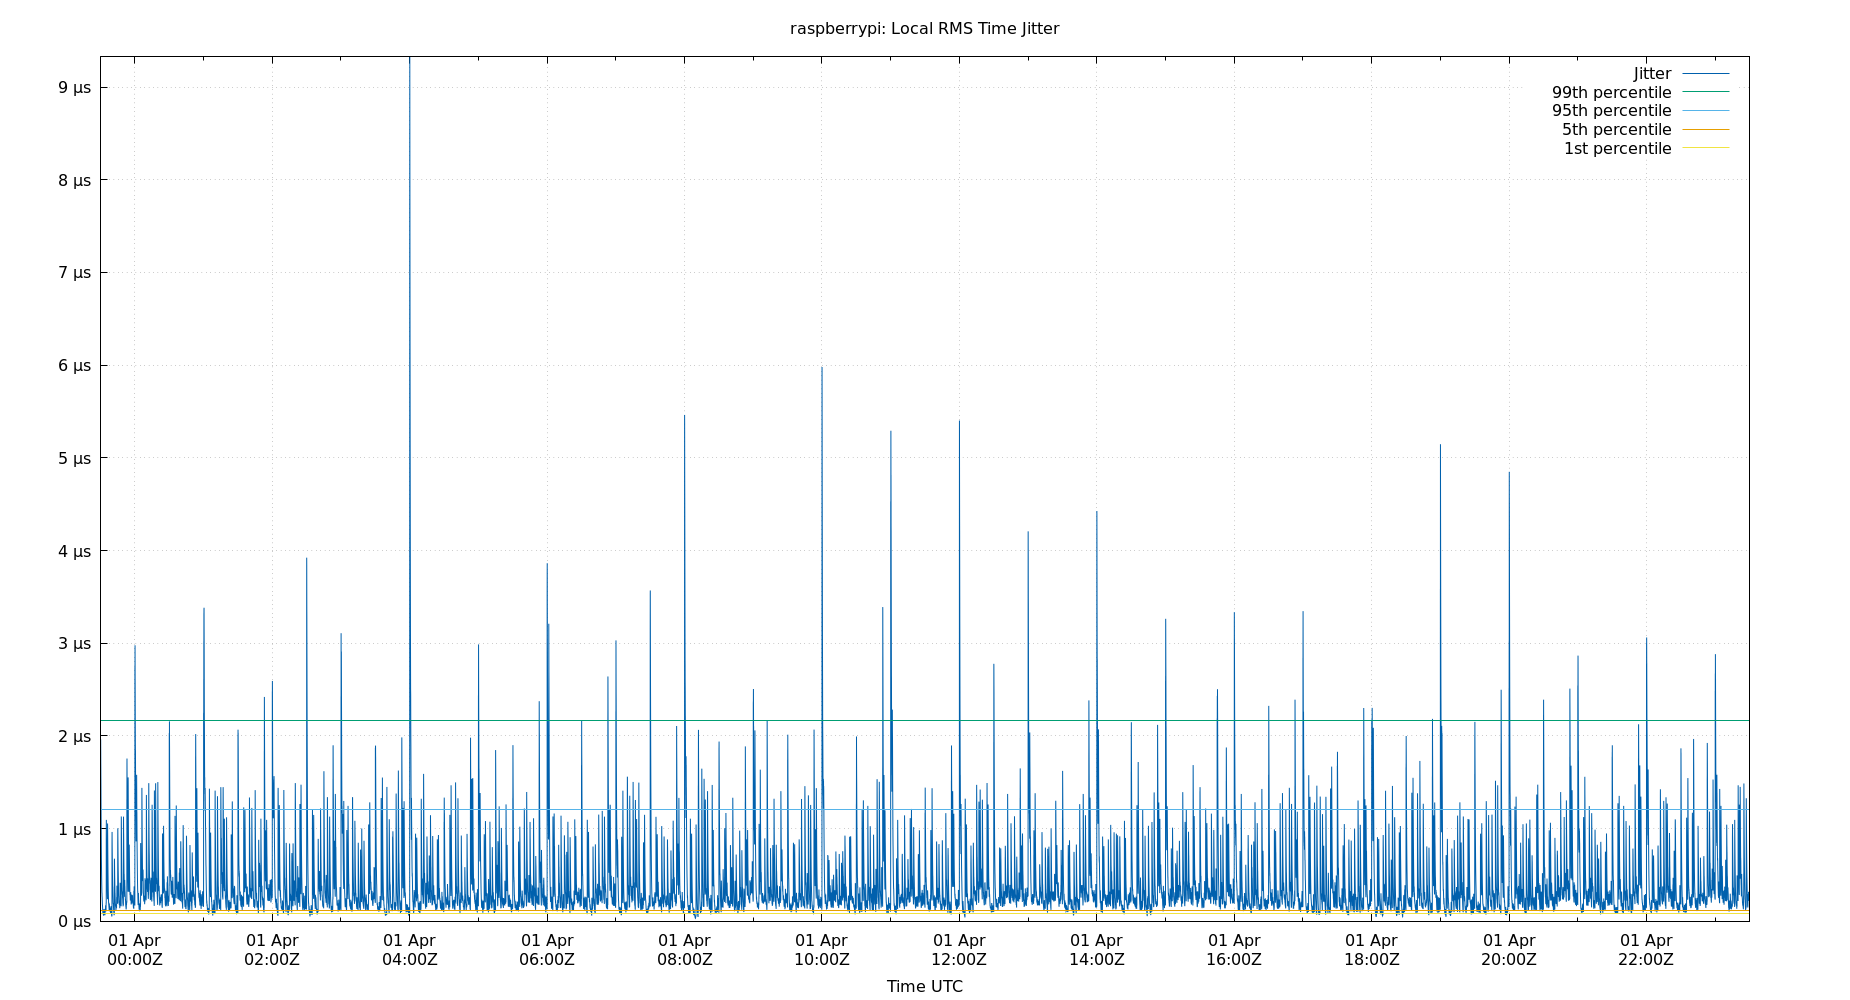 raspberrypi: Local RMS Time Jitter
Jitter
99th percentile
95th percentile
5th percentile
1st percentile
9 µs
8 µs
7 µs
6 µs
5 µs
4 µs
3 µs
2 µs
1 µs
0 µs
01 Apr 01 Apr 01 Apr 01 Apr 01 Apr 01 Apr 01 Apr 01 Apr 01 Apr 01 Apr 01 Apr 01 Apr
00:00Z 02:00Z 04:00Z 06:00Z 08:00Z 10:00Z 12:00Z 14:00Z 16:00Z 18:00Z 20:00Z 22:00Z
Time UTC